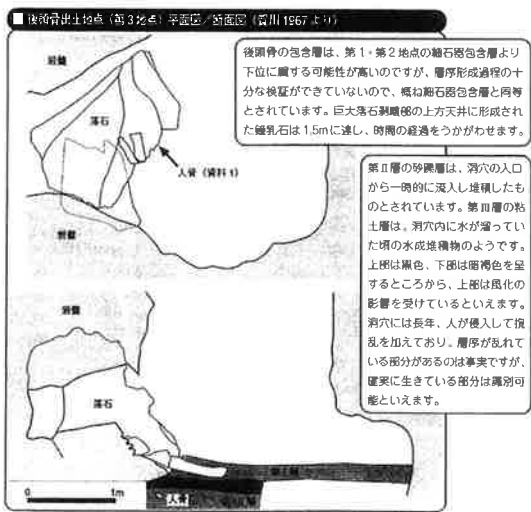 ■ 後頭骨出土地点（第3地点）平面図／断面図（賀川 1967 より）
岩盤
落石
人骨（資料1）
岩盤
後頭骨の包含層は、第1・第2地点の細石器包含層より
下位に属する可能性が高いのですが、層序形成過程の十
分な検証ができていないので、概ね細石器包含層と同等
とされています。巨大落石剥離部の上方天井に形成され
た鍾乳石は1.5mに達し、時間の経過をうかがわせます。
第Ⅱ層の砂礫層は、洞穴の入口
から一時的に流入し堆積したも
のとされています。第Ⅲ層の粘
土層は、洞穴内に水が溜ってい
た頃の水成堆積物のようです。
上部は黒色、下部は暗褐色を呈
するところから、上部は風化の
影響を受けているといえます。
洞穴には長年、人が侵入して撹
乱を加えており、層序が乱れて
いる部分があるのは事実ですが、
確実に生きている部分は識別可
能といえます。
岩盤
落石
人骨
0 1m